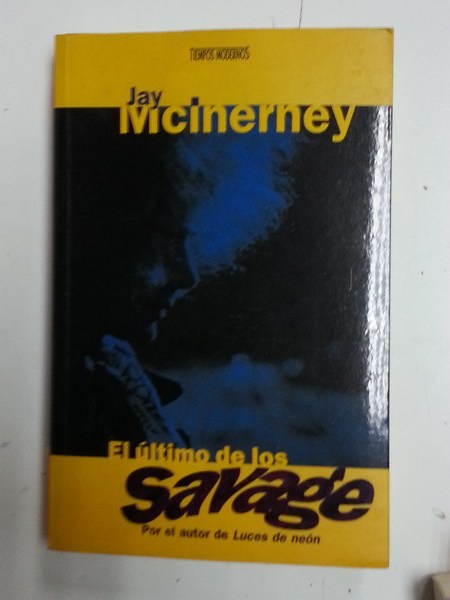 TIEMPOS MODERNOS
Jay
McInerney
El último de los
Savage
Por el autor de Luces de neón